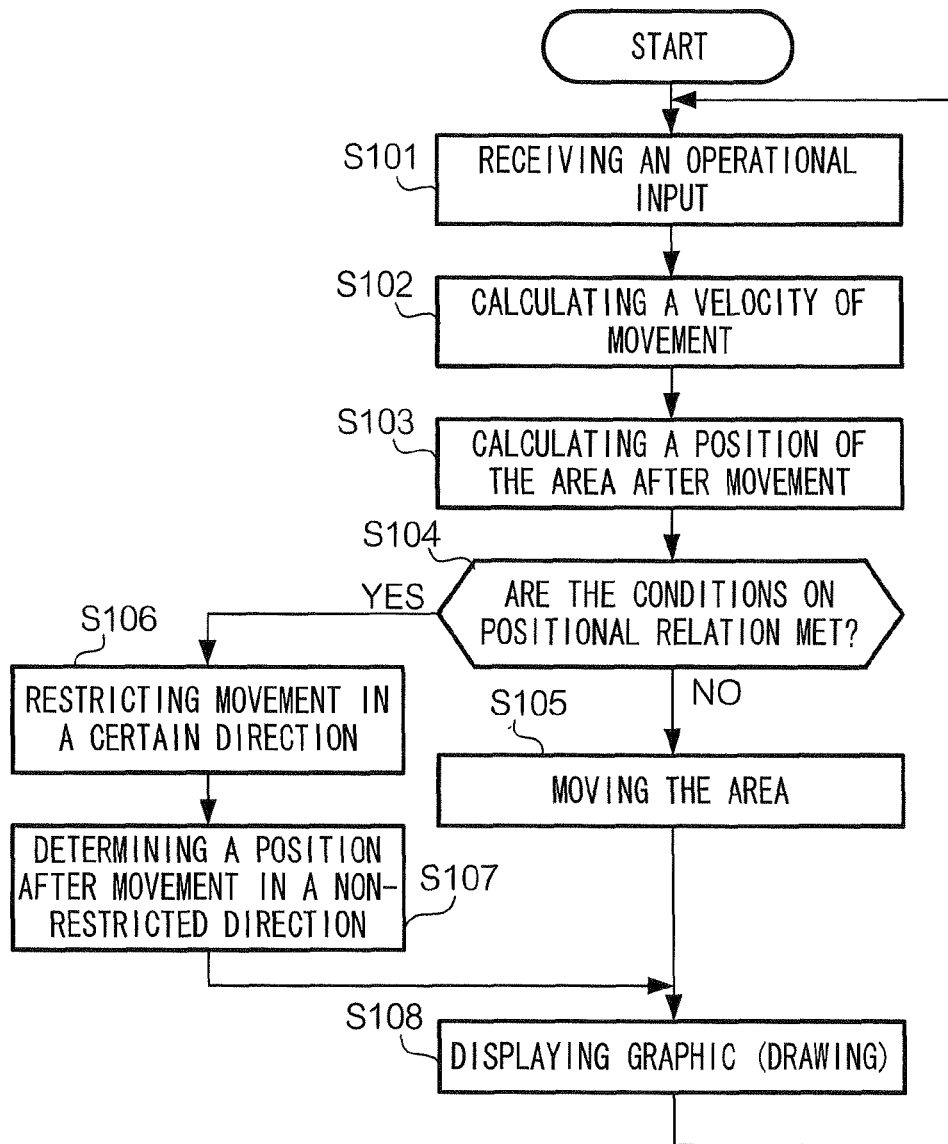 START
S101
RECEIVING AN OPERATIONAL
INPUT
S102
CALCULATING A VELOCITY OF
MOVEMENT
S103
CALCULATING A POSITION OF
THE AREA AFTER MOVEMENT
S104
ARE THE CONDITIONS ON
POSITIONAL RELATION MET?
YES
NO
S106
RESTRICTING MOVEMENT IN
A CERTAIN DIRECTION
S105
MOVING THE AREA
DETERMINING A POSITION
AFTER MOVEMENT IN A NON-
RESTRICTED DIRECTION
S107
S108
DISPLAYING GRAPHIC (DRAWING)